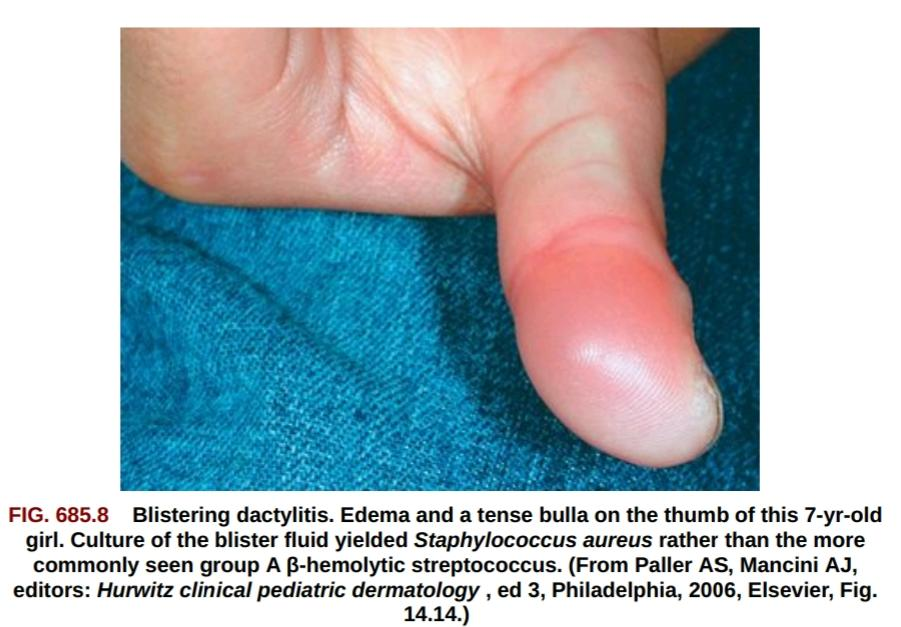 FIG. 685.8 Blistering dactylitis. Edema and a tense bulla on the thumb of this 7-yr-old
girl. Culture of the blister fluid yielded Staphylococcus aureus rather than the more
commonly seen group A β-hemolytic streptococcus. (From Paller AS, Mancini AJ,
editors: Hurwitz clinical pediatric dermatology , ed 3, Philadelphia, 2006, Elsevier, Fig.
14.14.)